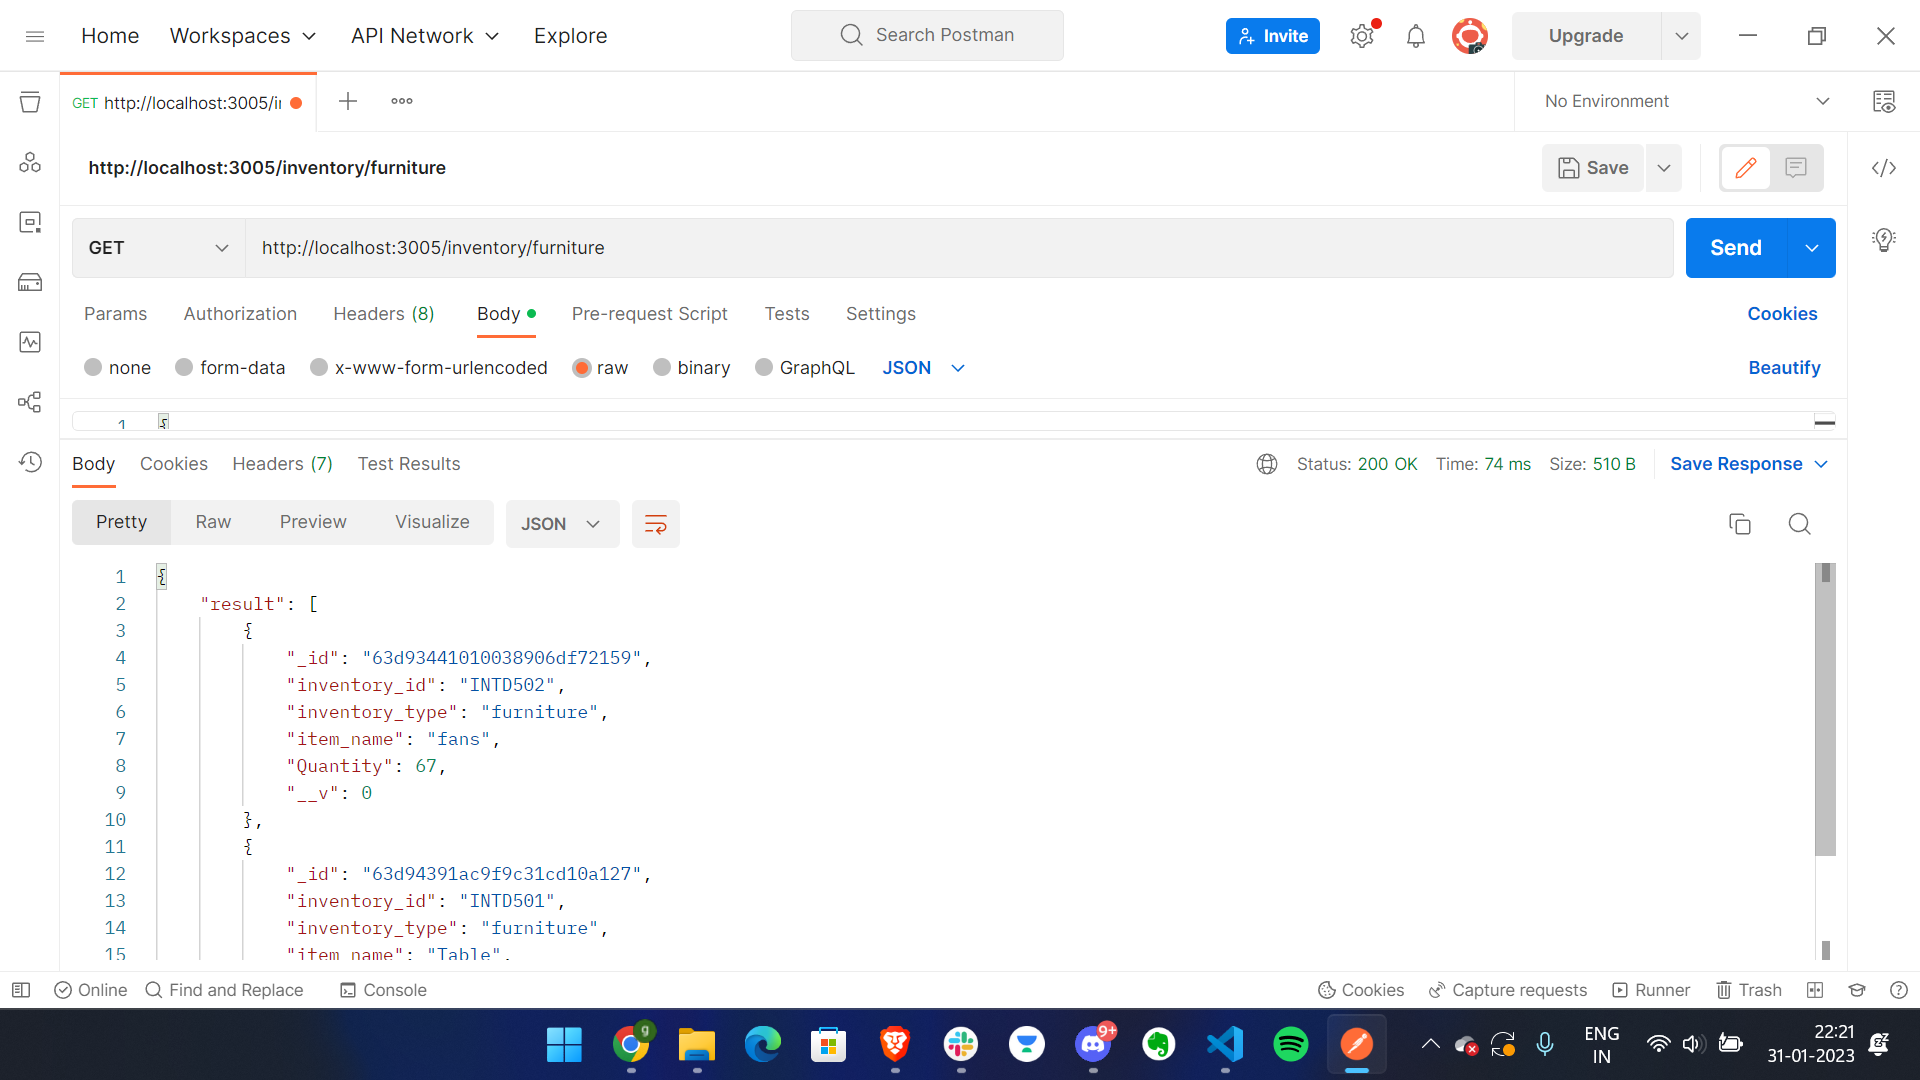 Home Workspaces API Network Explore Search Postman Invite Upgrade
GET http://localhost:3005/i No Environment
http://localhost:3005/inventory/furniture Save
GET http://localhost:3005/inventory/furniture Send
Params Authorization Headers (8) Body Pre-request Script Tests Settings Cookies
none form-data x-www-form-urlencoded raw binary GraphQL JSON Beautify
1 {
Body Cookies Headers (7) Test Results Status: 200 OK Time: 74 ms Size: 510 B Save Response
Pretty Raw Preview Visualize JSON
1 {
2 "result": [
3 {
4 "_id": "63d93441010038906df72159",
5 "inventory_id": "INTD502",
6 "inventory_type": "furniture",
7 "item_name": "fans",
8 "Quantity": 67,
9 "__v": 0
10 },
11 {
12 "_id": "63d94391ac9f9c31cd10a127",
13 "inventory_id": "INTD501",
14 "inventory_type": "furniture",
15 "item_name": "Table",
Online Find and Replace Console Cookies Capture requests Runner Trash
g 9+ ENG 22:21
IN 31-01-2023